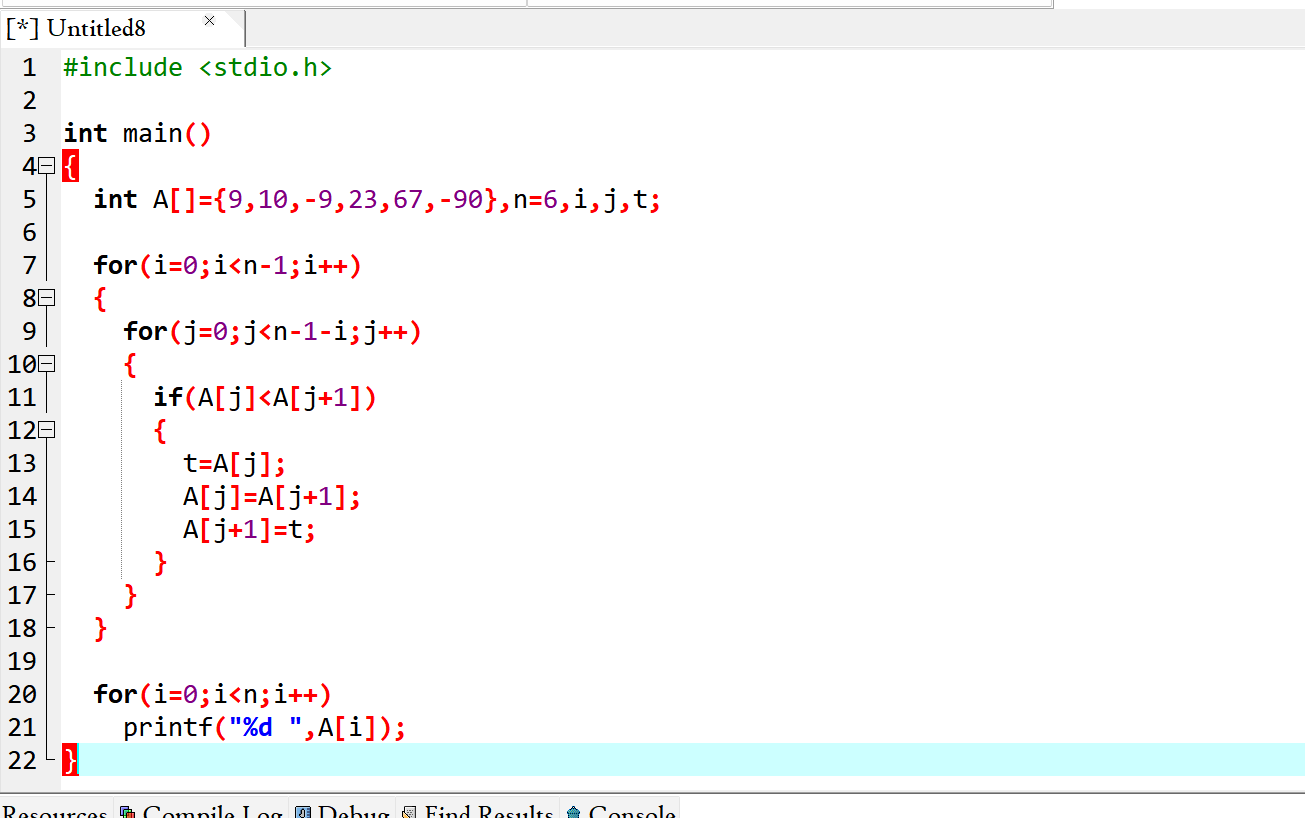 [*] Untitled8
1 #include <stdio.h>
2
3 int main()
4 {
5 int A[]={9,10,-9,23,67,-90},n=6,i,j,t;
6
7 for(i=0;i<n-1;i++)
8 {
9 for(j=0;j<n-1-i;j++)
10 {
11 if(A[j]<A[j+1])
12 {
13 t=A[j];
14 A[j]=A[j+1];
15 A[j+1]=t;
16 }
17 }
18 }
19
20 for(i=0;i<n;i++)
21 printf("%d ",A[i]);
22 }
Resources Compile Log Debug Find Results Console